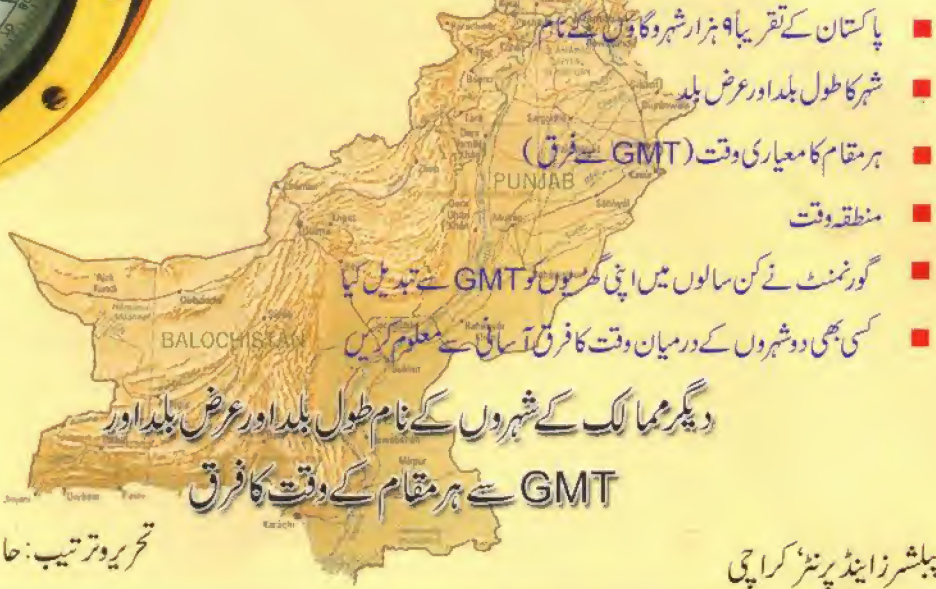 پاکستان کے تقریباً ۹ ہزار شہر و گاؤں کے نام
شہر کا طول بلد اور عرض بلد
ہر مقام کا معیاری وقت (GMT سے فرق)
منطقہ وقت
گورنمنٹ نے کن سالوں میں اپنی گھڑیوں کو GMT سے تبدیل کیا
کسی بھی دو شہروں کے درمیان وقت کا فرق آسانی سے معلوم کریں
دیگر ممالک کے شہروں کے نام طول بلد اور عرض بلد اور
GMT سے ہر مقام کے وقت کا فرق
تحریر و ترتیب: حا
پبلشرز اینڈ پرنٹر کراچی
PUNJAB
BALOCHISTAN
Karachi